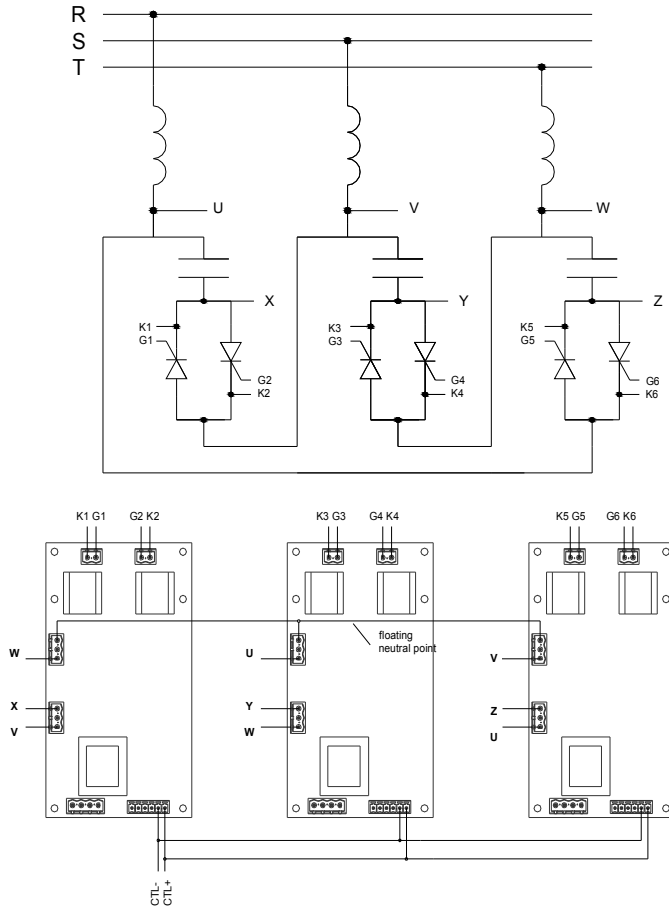 R
S
T
U
V
W
X
Y
Z
K1
G1
G2
K2
K3
G3
G4
K4
K5
G5
G6
K6
K1 G1
G2 K2
K3 G3
G4 K4
K5 G5
G6 K6
floating
neutral point
W
U
V
X
V
Y
W
Z
U
CTL-
CTL+